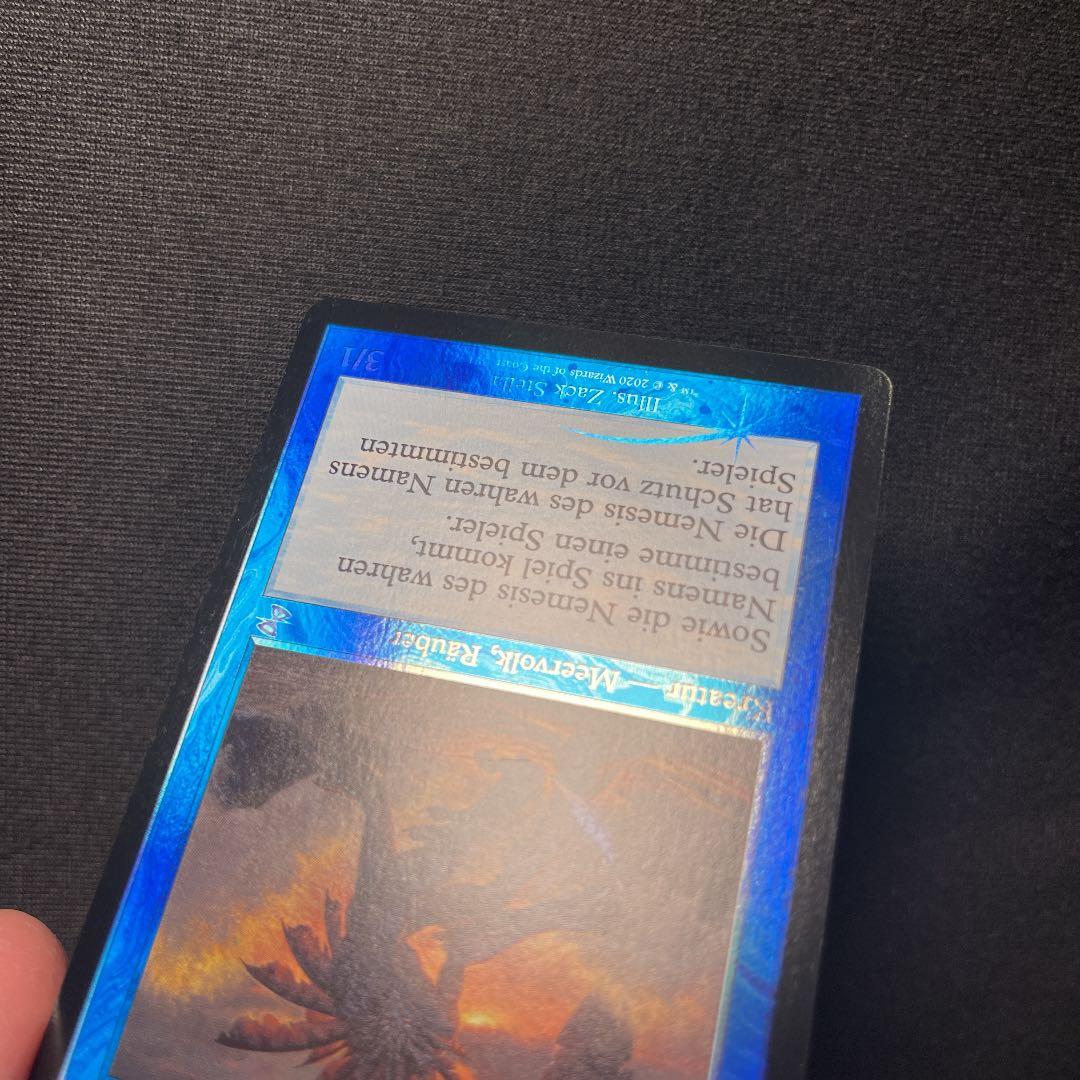 Kreatur — Meervolk, Räuber
Sowie die Nemesis des wahren
Namens ins Spiel kommt,
bestimme einen Spieler.
Die Nemesis des wahren Namens
hat Schutz vor dem bestimmten
Spieler.
Illus. Zack Stella
™ & © 2020 Wizards of the Coast
3/1